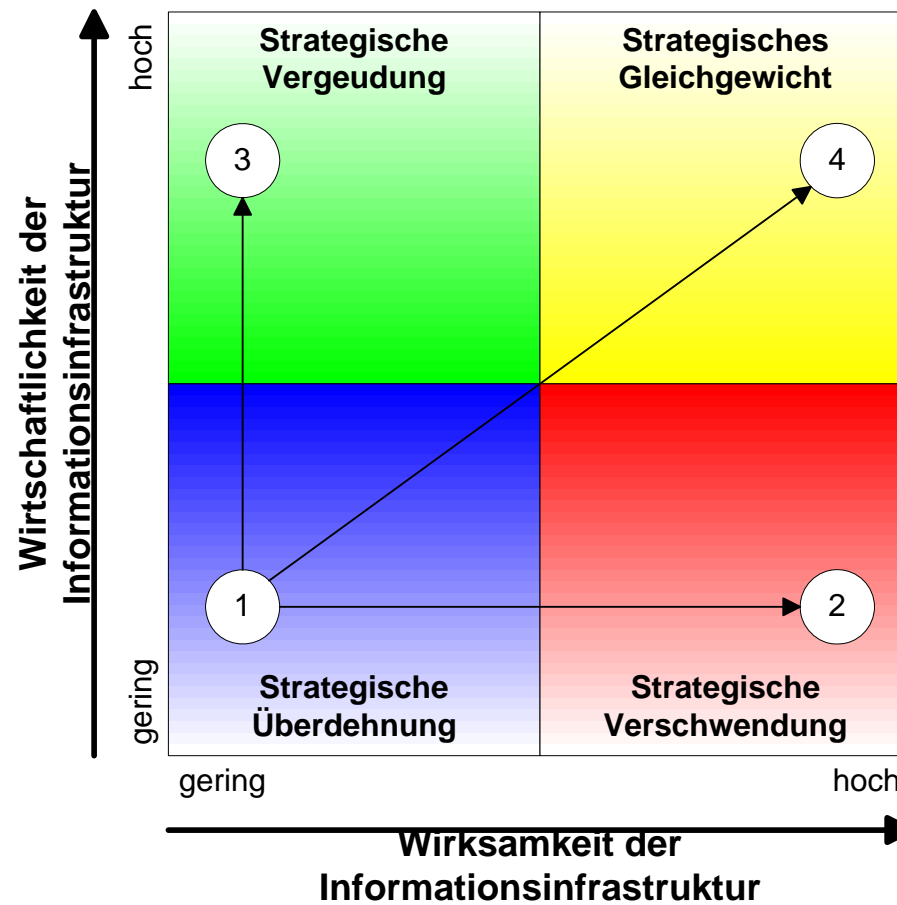 hoch
Strategische
Vergeudung
Strategisches
Gleichgewicht
3
4
Wirtschaftlichkeit der
Informationsinfrastruktur
1
2
gering
Strategische
Überdehnung
Strategische
Verschwendung
gering
hoch
Wirksamkeit der
Informationsinfrastruktur